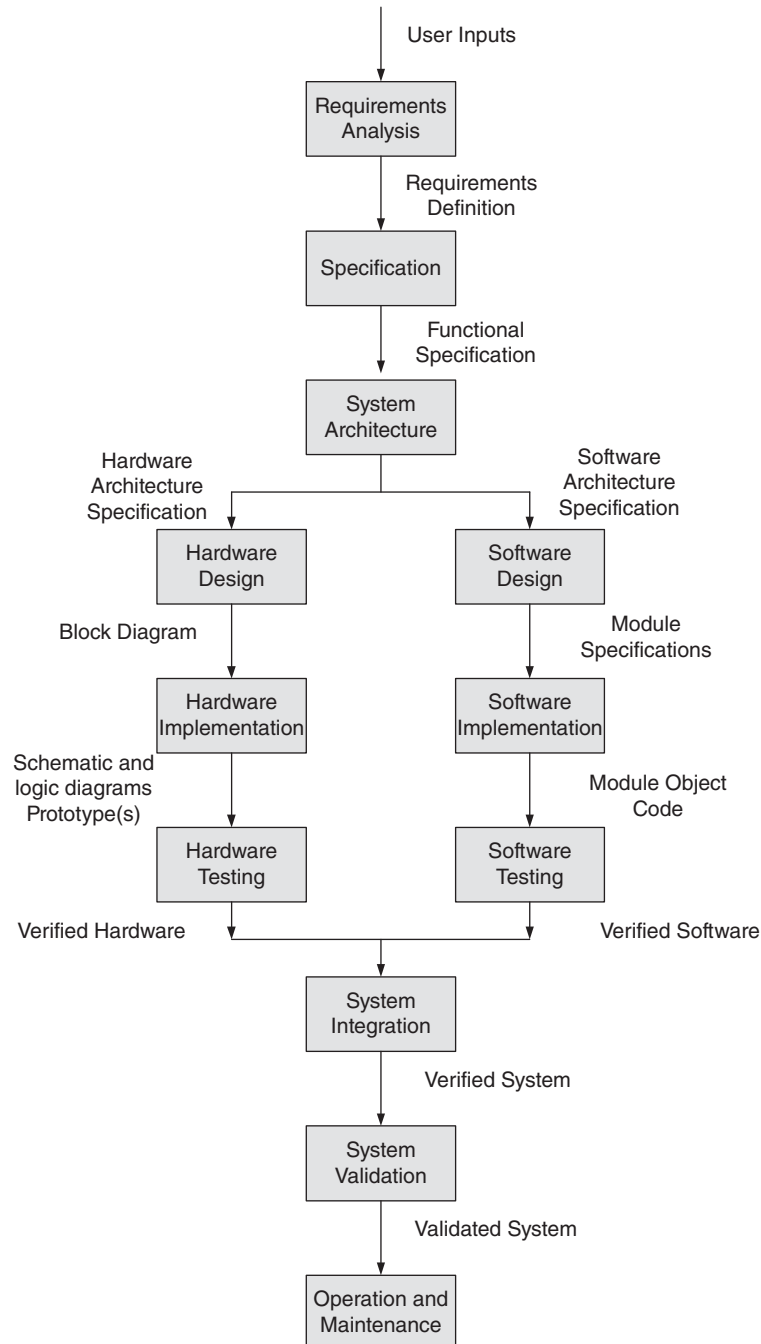 User Inputs
Requirements
Analysis
Requirements
Definition
Specification
Functional
Specification
System
Architecture
Hardware
Architecture
Specification
Software
Architecture
Specification
Hardware
Design
Software
Design
Block Diagram
Module
Specifications
Hardware
Implementation
Software
Implementation
Schematic and
logic diagrams
Prototype(s)
Module Object
Code
Hardware
Testing
Software
Testing
Verified Hardware
Verified Software
System
Integration
Verified System
System
Validation
Validated System
Operation and
Maintenance